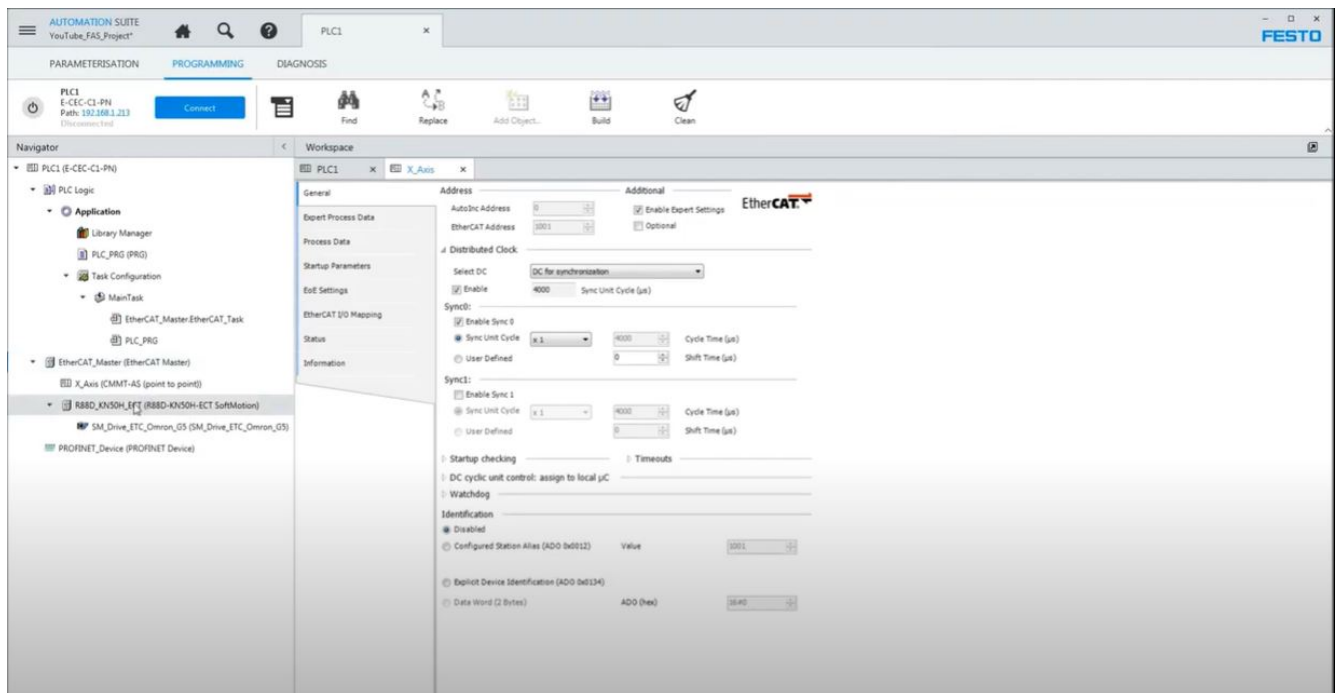 AUTOMATION SUITE
YouTube_FAS_Project*
PLC1
FESTO
PARAMETERISATION PROGRAMMING DIAGNOSIS
PLC1
E-CEC-C1-PN
Path: 192.168.1.213
Disconnected
Connect
Find
Replace
Add Object...
Build
Clean
Navigator
Workspace
PLC1 (E-CEC-C1-PN)
PLC Logic
Application
Library Manager
PLC_PRG (PRG)
Task Configuration
MainTask
EtherCAT_Master.EtherCAT_Task
PLC_PRG
EtherCAT_Master (EtherCAT Master)
X_Axis (CMMT-AS (point to point))
R88D_KN50H_ECT (R88D-KN50H-ECT SoftMotion)
SM_Drive_ETC_Omron_G5 (SM_Drive_ETC_Omron_G5)
PROFINET_Device (PROFINET Device)
PLC1 X_Axis
General
Expert Process Data
Process Data
Startup Parameters
EoE Settings
EtherCAT I/O Mapping
Status
Information
Address Additional
AutoInc Address 0 Enable Expert Settings
EtherCAT Address 1001 Optional
EtherCAT
Distributed Clock
Select DC DC for synchronization
Enable 4000 Sync Unit Cycle (µs)
Sync0:
Enable Sync 0
Sync Unit Cycle x 1 4000 Cycle Time (µs)
User Defined 0 Shift Time (µs)
Sync1:
Enable Sync 1
Sync Unit Cycle x 1 4000 Cycle Time (µs)
User Defined 0 Shift Time (µs)
Startup checking Timeouts
DC cyclic unit control: assign to local µC
Watchdog
Identification
Disabled
Configured Station Alias (ADO 0x0012) Value 1001
Explicit Device Identification (ADO 0x0134)
Data Word (2 Bytes) ADO (hex)